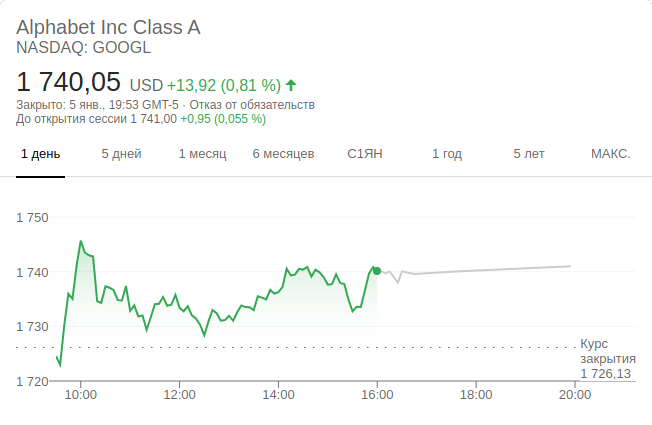 Alphabet Inc Class A
NASDAQ: GOOGL
1 740,05 USD +13,92 (0,81 %)
Закрыто: 5 янв., 19:53 GMT-5 · Отказ от обязательств
До открытия сессии 1 741,00 +0,95 (0,055 %)
1 день 5 дней 1 месяц 6 месяцев С1ЯН 1 год 5 лет МАКС.
1 750
1 740
1 730
Курс
закрытия
1 726,13
1 720
10:00 12:00 14:00 16:00 18:00 20:00